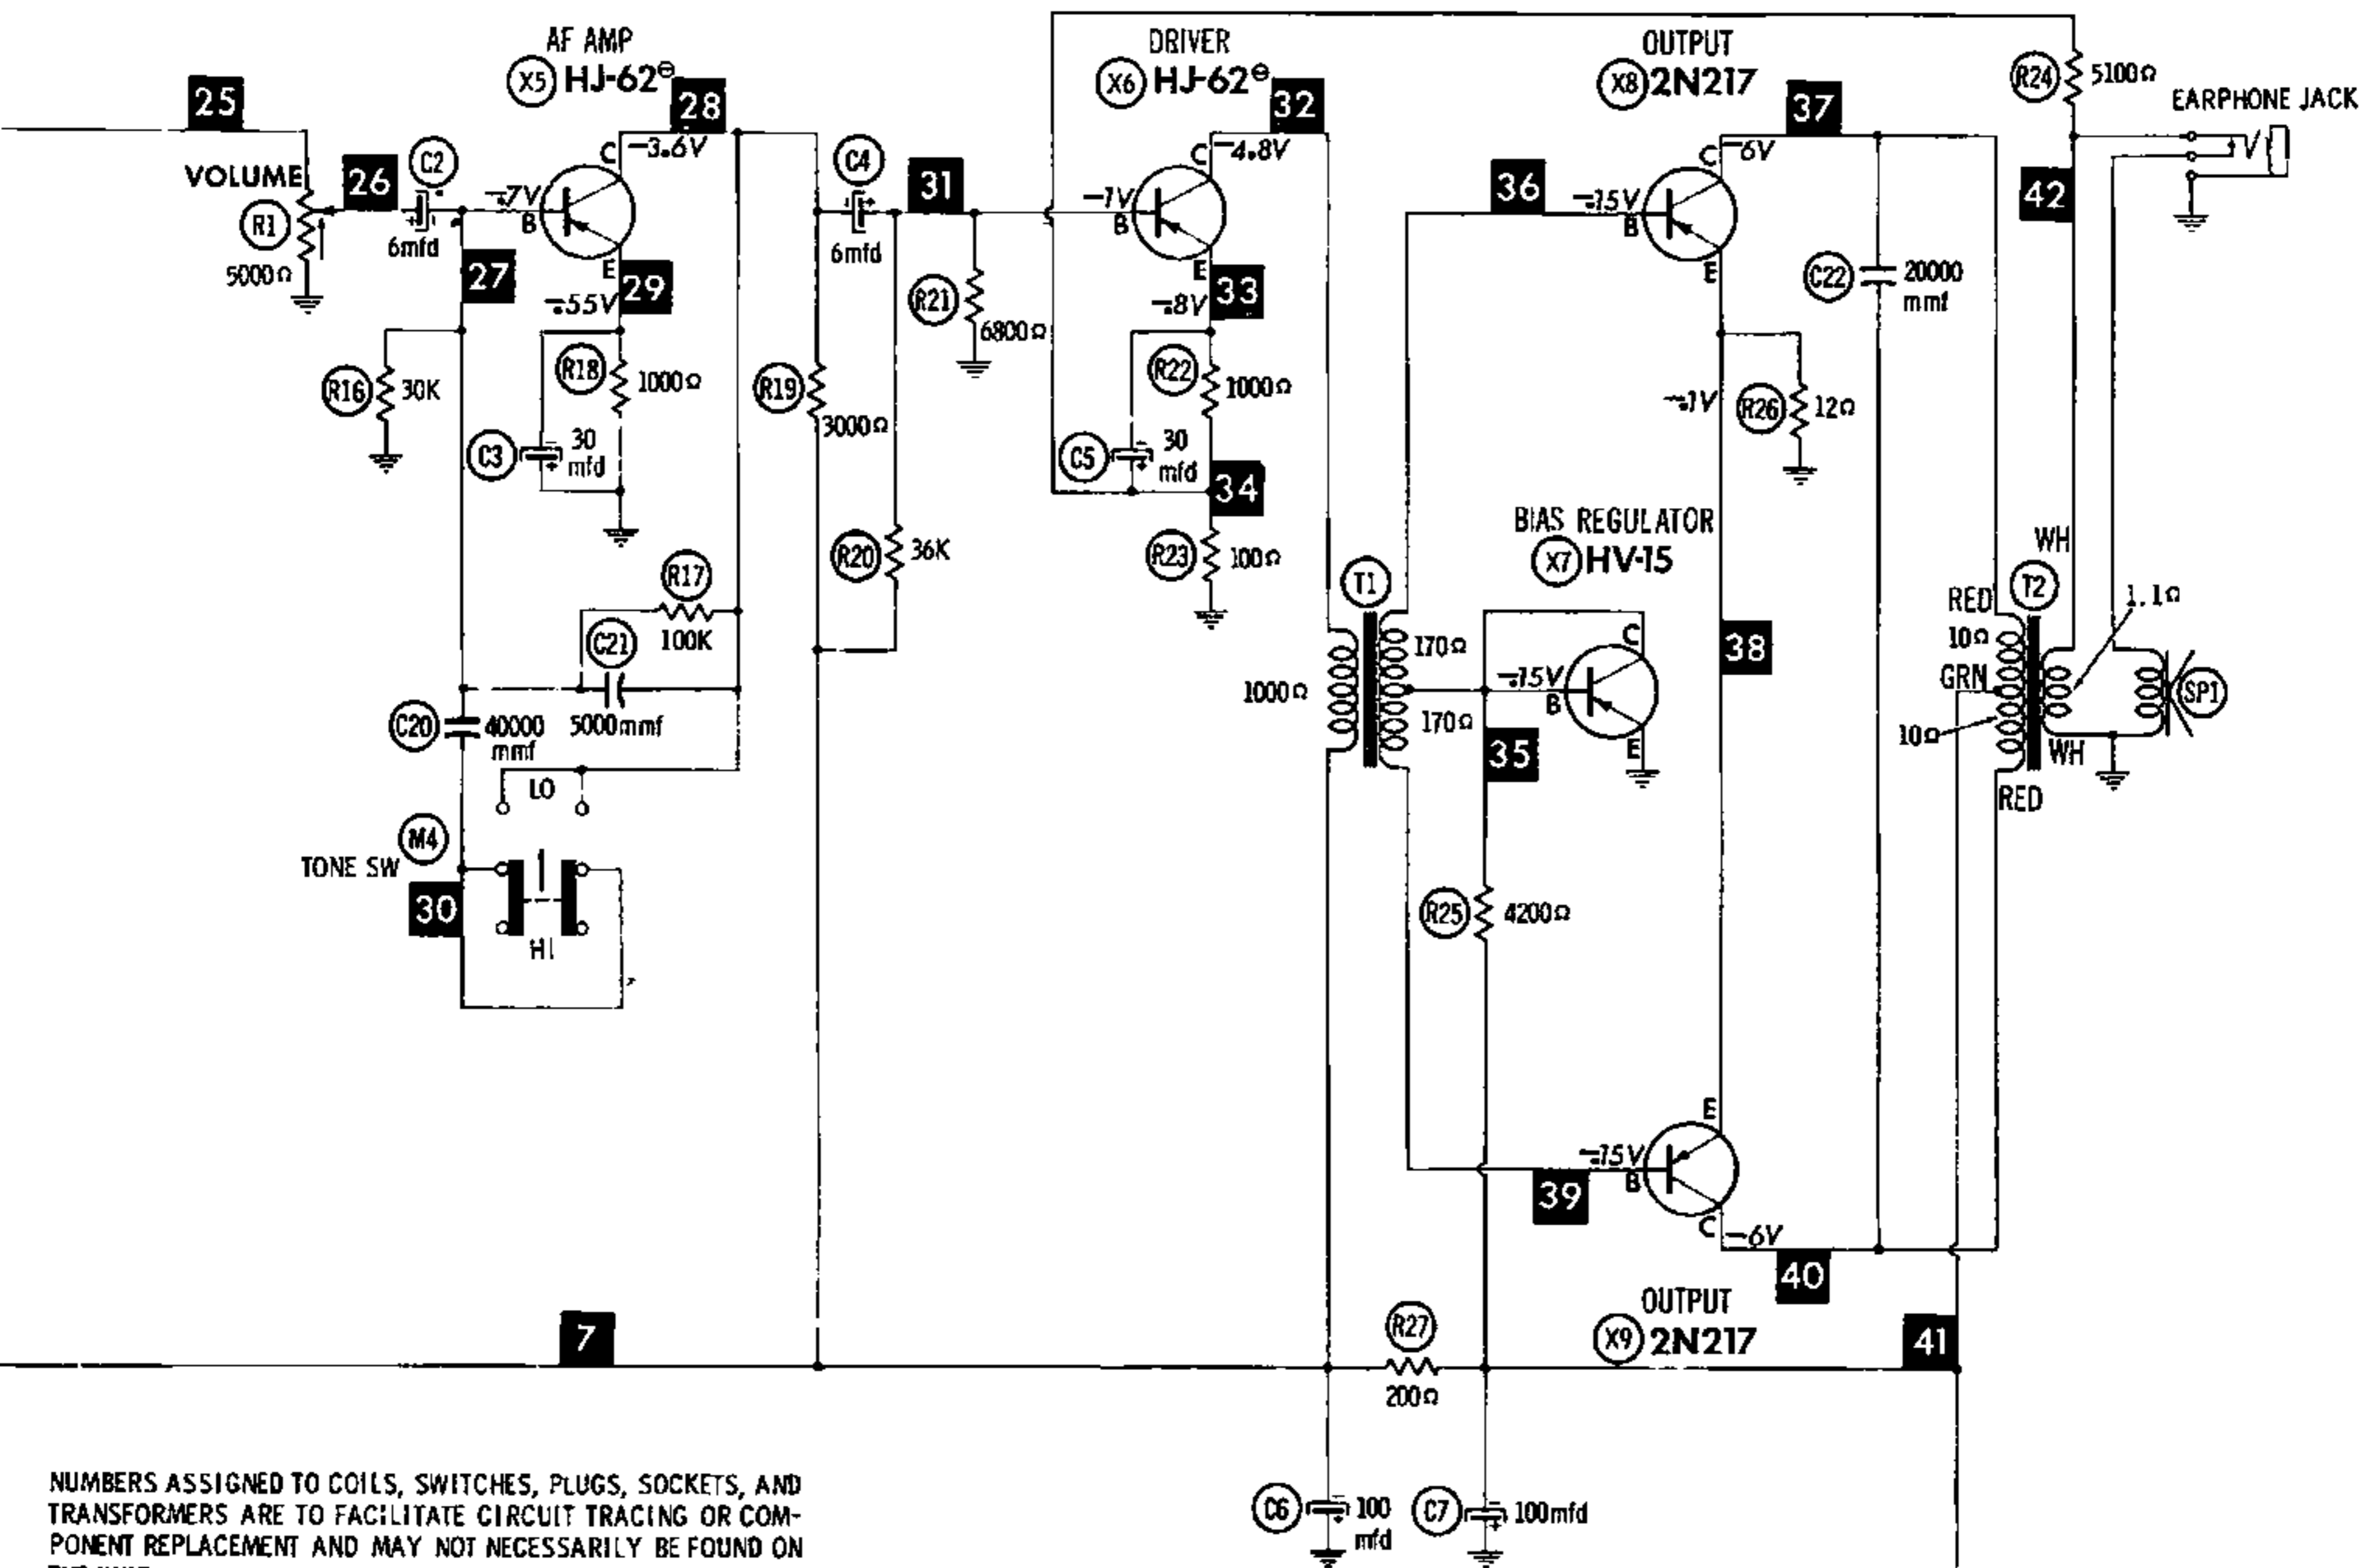 AF AMP
X5 HJ-62⊖
DRIVER
X6 HJ-62⊖
OUTPUT
X8 2N217
R24 5100Ω
EARPHONE JACK
25
28
32
37
-3.6V
-4.8V
-6V
C
C
C
VOLUME
26
C2
C4
31
36
42
-.7V
-1V
-.15V
B
B
B
R1
6mfd
6mfd
5000Ω
27
E
29
-.55V
R21
6800Ω
E
33
-.8V
E
C22
20000
mmf
R16
30K
R18
1000Ω
R19
3000Ω
R22
1000Ω
-.1V
R26
12Ω
C3
30
mfd
C5
30
mfd
34
R20
36K
R23
100Ω
BIAS REGULATOR
X7 HV-15
R17
100K
C21
5000mmf
T1
1000Ω
170Ω
170Ω
C
-.15V
B
E
35
38
WH
T2
1.1Ω
RED
10Ω
GRN
10Ω
WH
RED
SP1
C20
40000
mmf
LO
M4
TONE SW
30
HI
R25
4200Ω
E
-.15V
B
39
C
-6V
40
OUTPUT
X9 2N217
7
R27
200Ω
41
C6
100
mfd
C7
100mfd
NUMBERS ASSIGNED TO COILS, SWITCHES, PLUGS, SOCKETS, AND
TRANSFORMERS ARE TO FACILITATE CIRCUIT TRACING OR COM-
PONENT REPLACEMENT AND MAY NOT NECESSARILY BE FOUND ON